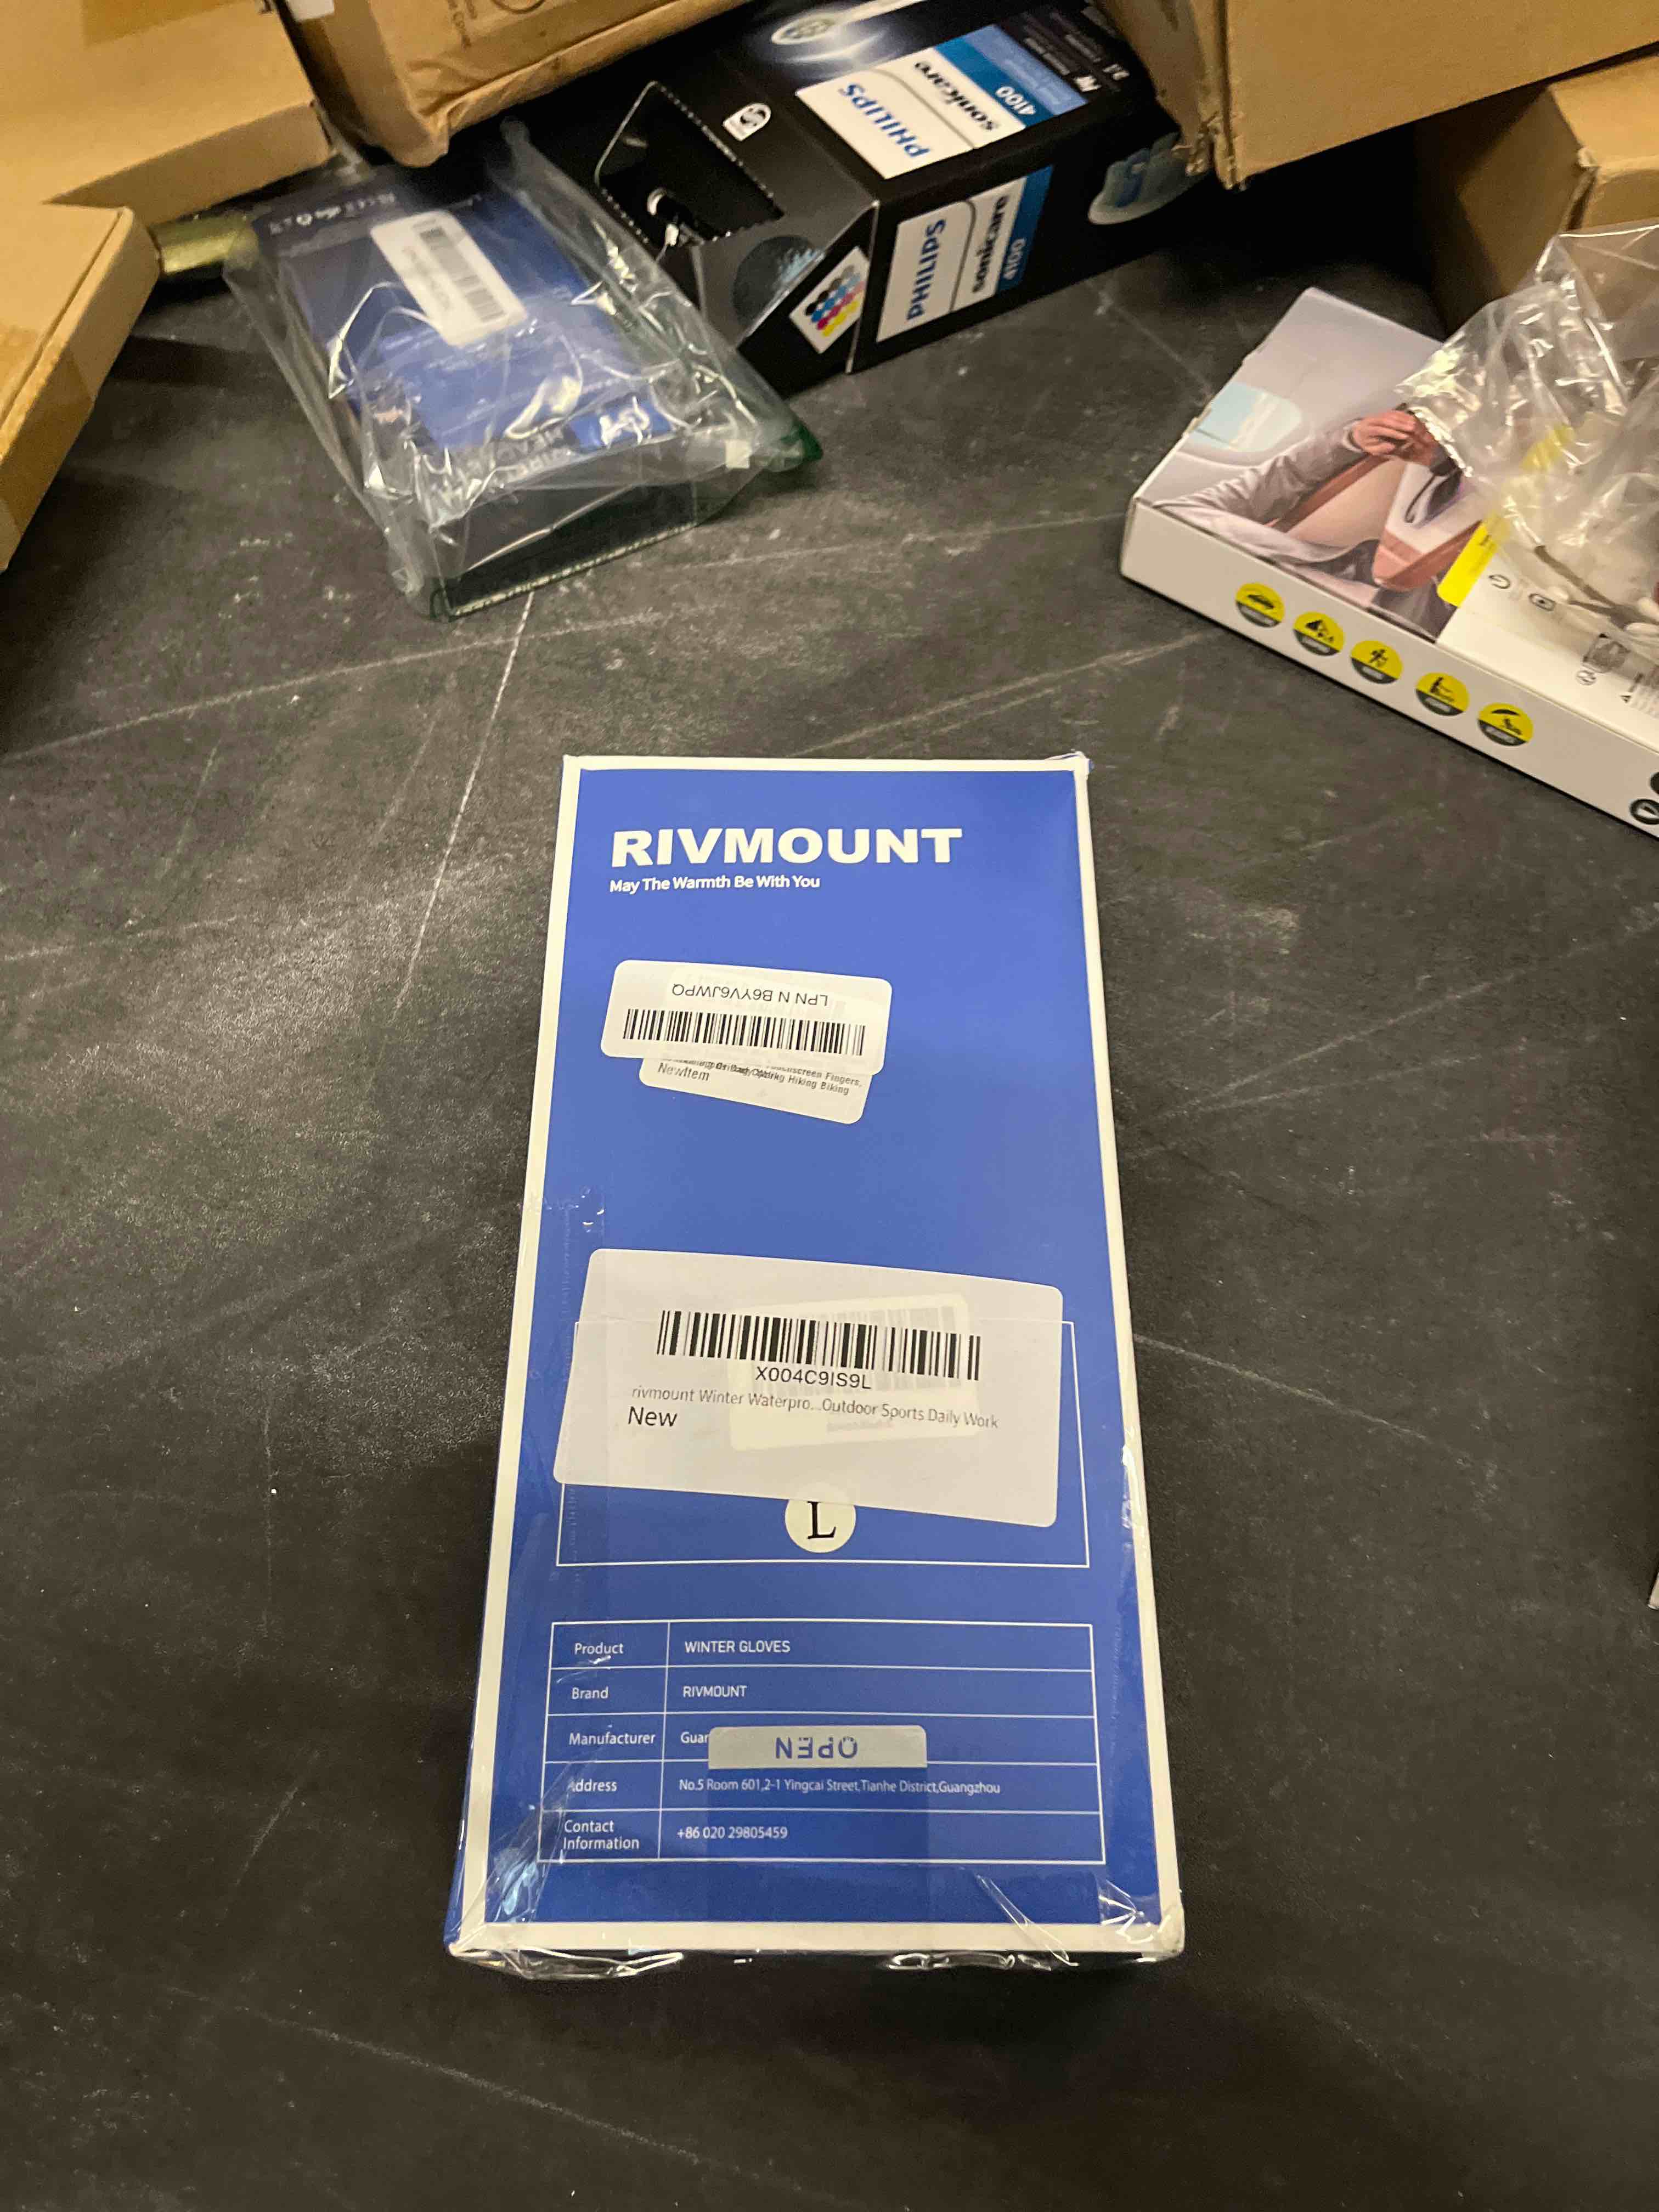 PHILIPS
sonicare
4100
PHILIPS
sonicare
4100
RIVMOUNT
May The Warmth Be With You
LPN N B6YV6JWPQ
Touchscreen Fingers,
Hiking Biking
NewItem
X004C9IS9L
rivmount Winter Waterpro...Outdoor Sports Daily Work
New
L
Product WINTER GLOVES
Brand RIVMOUNT
Manufacturer Guan
OPEN
Address No.5 Room 601,2-1 Yingcai Street,Tianhe District,Guangzhou
Contact
Information +86 020 29805459